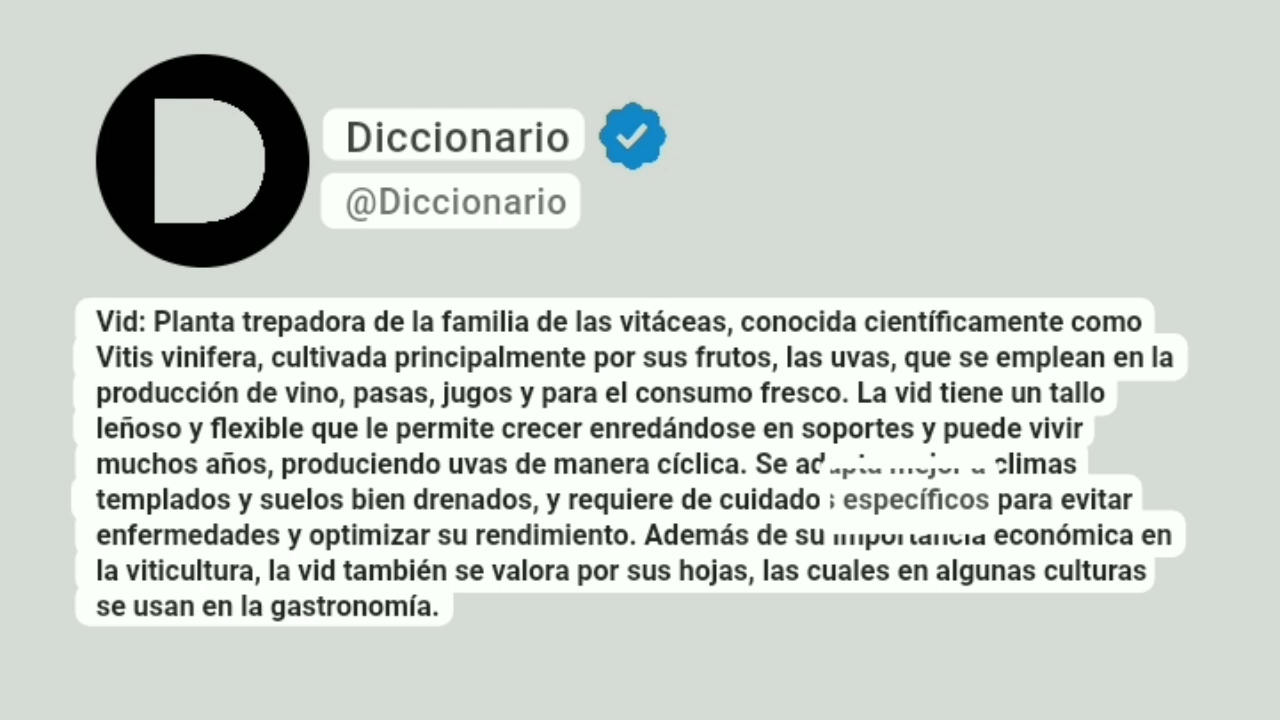 D
Diccionario
@Diccionario
Vid: Planta trepadora de la familia de las vitáceas, conocida científicamente como
Vitis vinifera, cultivada principalmente por sus frutos, las uvas, que se emplean en la
producción de vino, pasas, jugos y para el consumo fresco. La vid tiene un tallo
leñoso y flexible que le permite crecer enredándose en soportes y puede vivir
muchos años, produciendo uvas de manera cíclica. Se adapta mejor a climas
templados y suelos bien drenados, y requiere de cuidados específicos para evitar
enfermedades y optimizar su rendimiento. Además de su importancia económica en
la viticultura, la vid también se valora por sus hojas, las cuales en algunas culturas
se usan en la gastronomía.